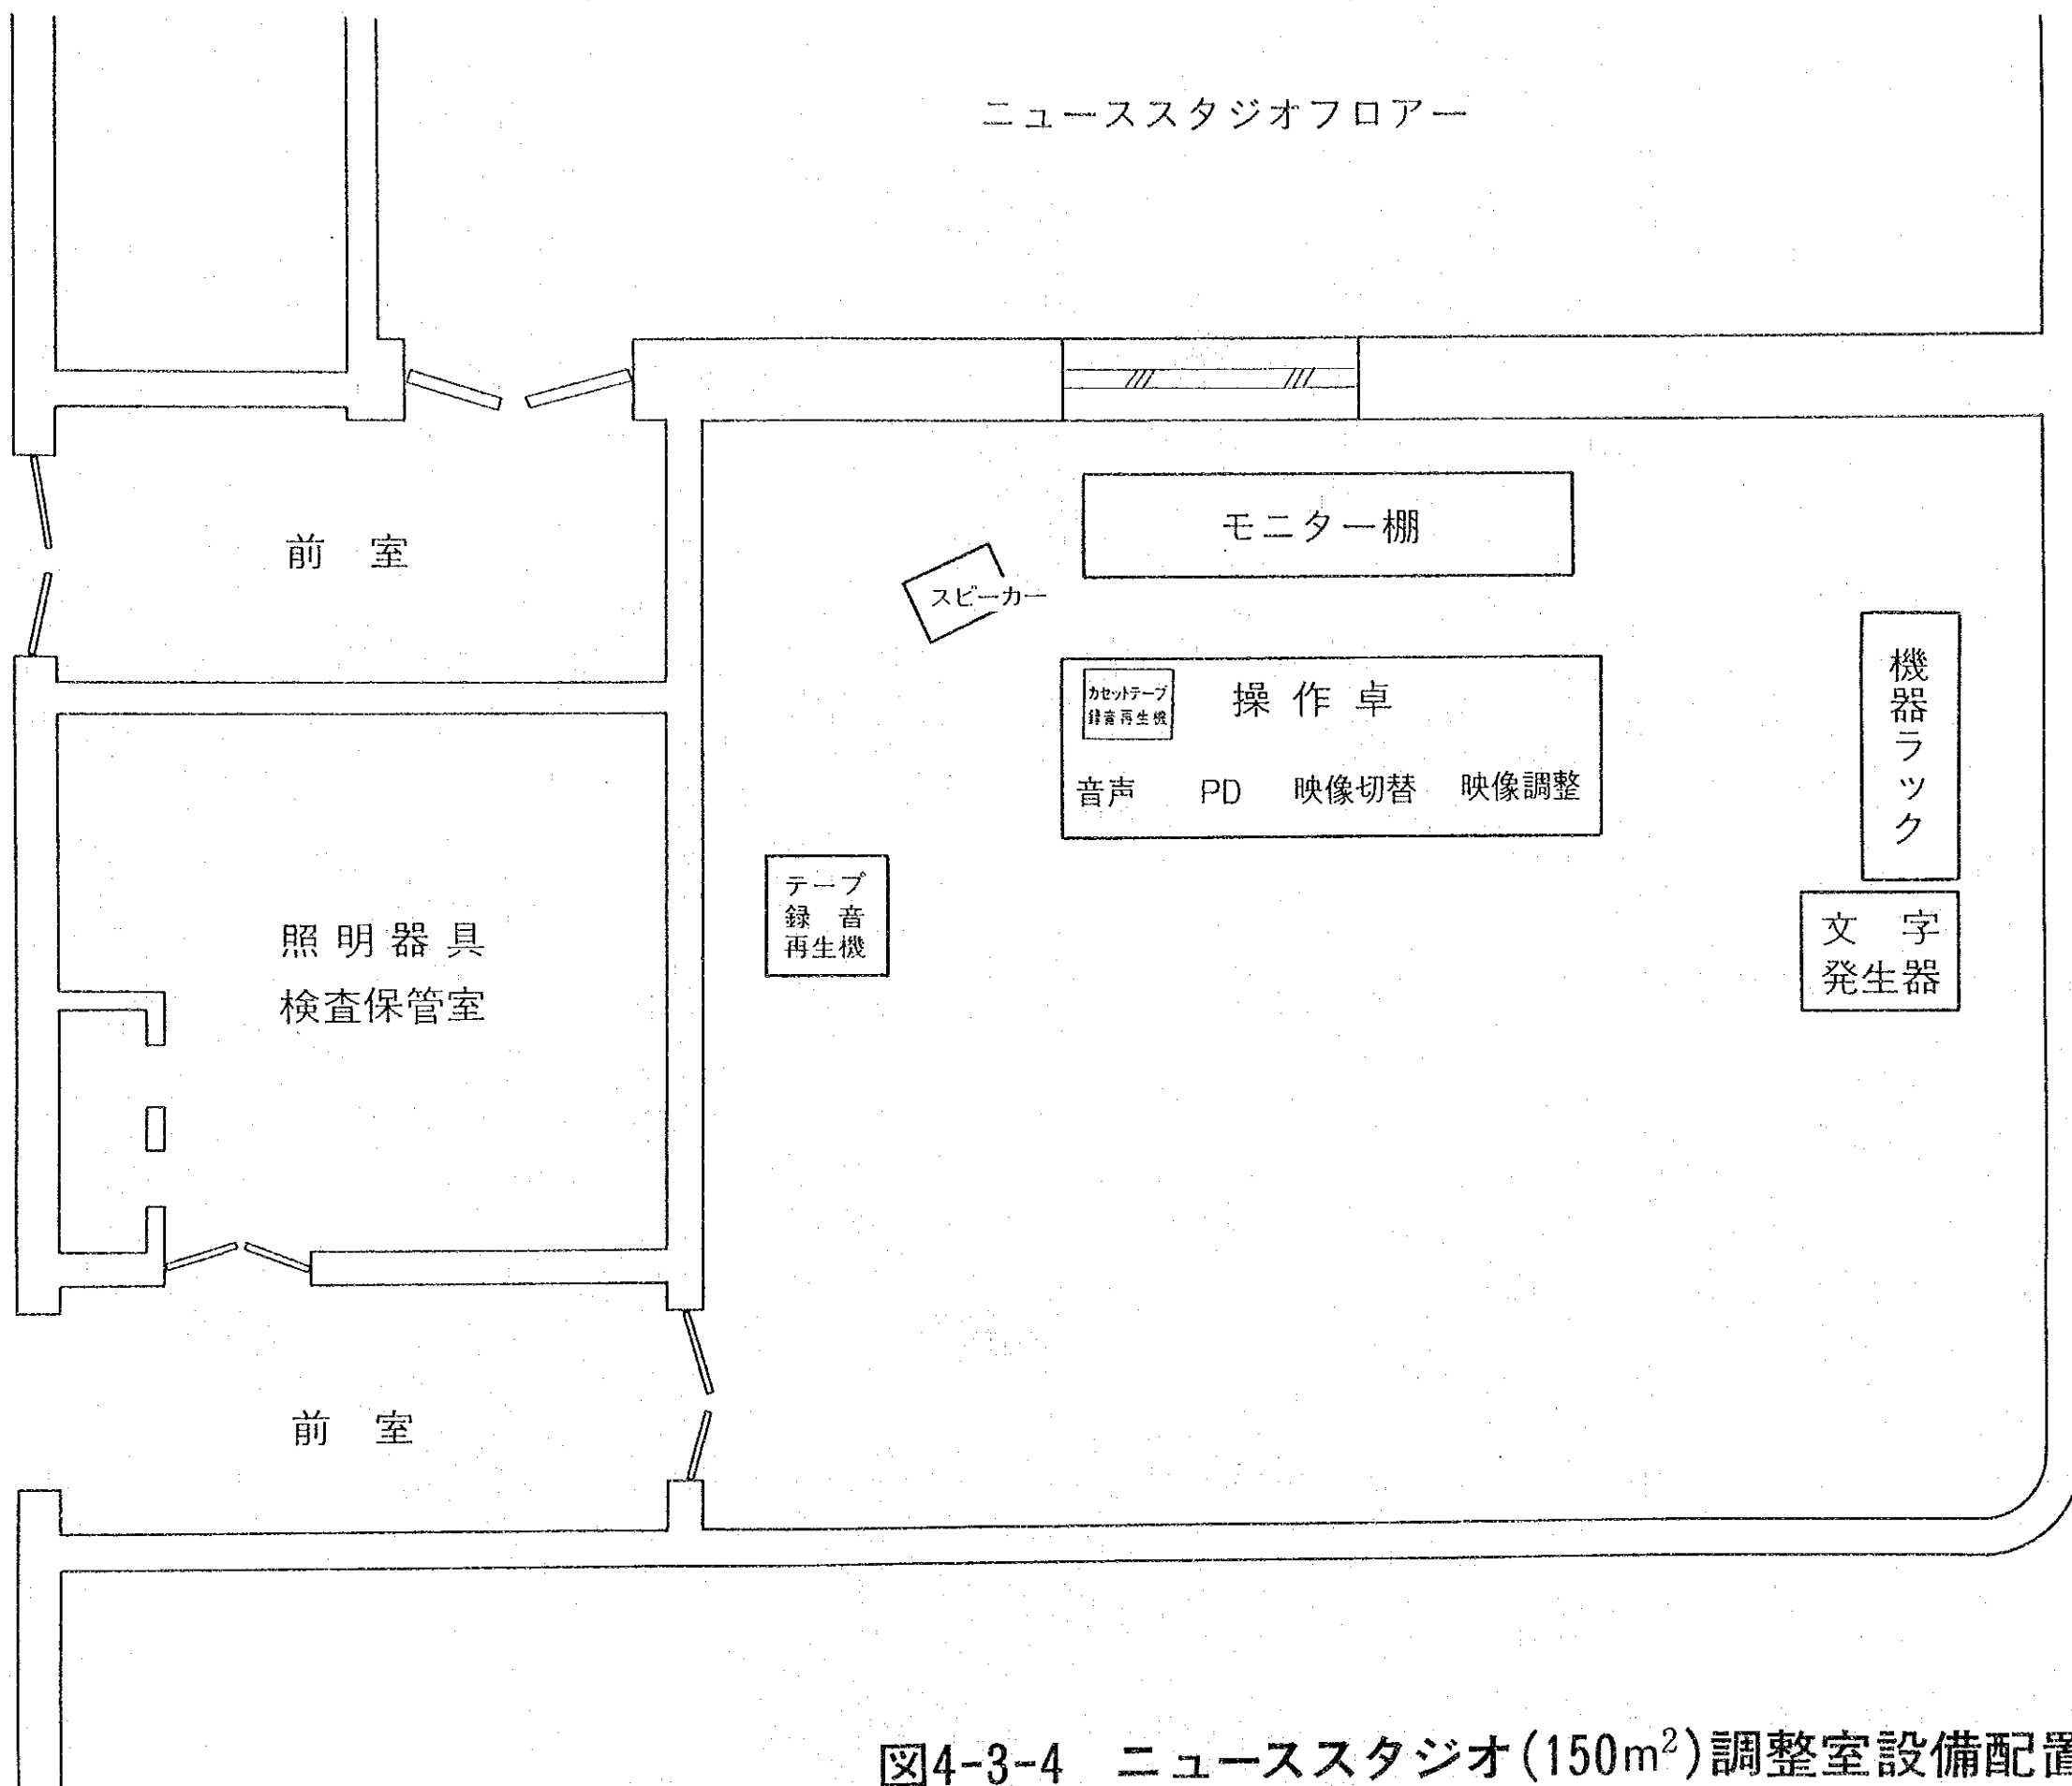 ニューススタジオフロアー
前 室
モニター棚
スピーカー
カセットテープ
録音再生機
操 作 卓
音声 PD 映像切替 映像調整
機器ラック
テープ
録 音
再生機
文 字
発生器
照 明 器 具
検査保管室
前 室
図4-3-4 ニューススタジオ(150m²)調整室設備配置